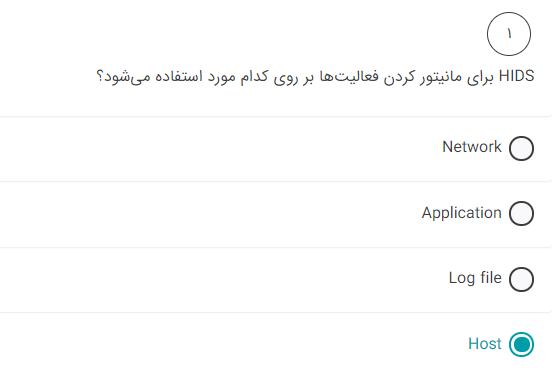 ۱
HIDS برای مانیتور کردن فعالیت‌ها بر روی کدام مورد استفاده می‌شود؟
Network
Application
Log file
Host